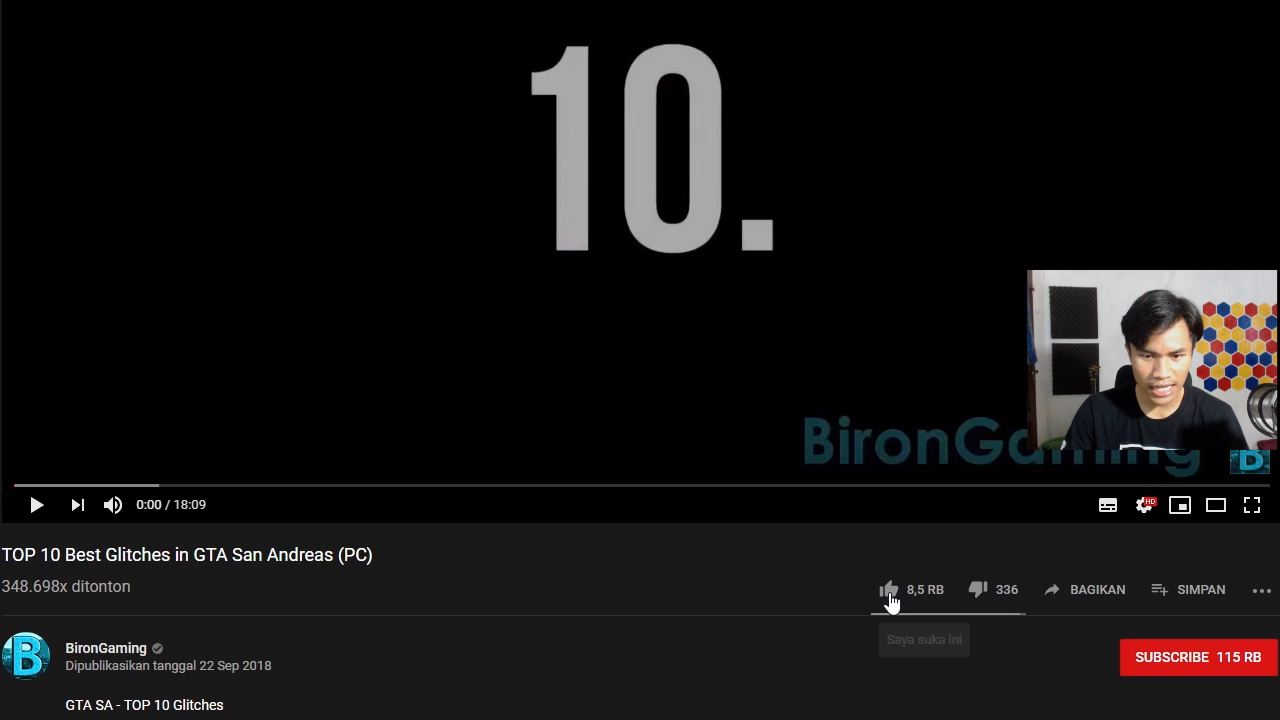 10.
BironGaming
B
0:00 / 18:09
HD
TOP 10 Best Glitches in GTA San Andreas (PC)
348.698x ditonton
8,5 RB 336 BAGIKAN SIMPAN
Saya suka ini
B
BironGaming
Dipublikasikan tanggal 22 Sep 2018
SUBSCRIBE 115 RB
GTA SA - TOP 10 Glitches